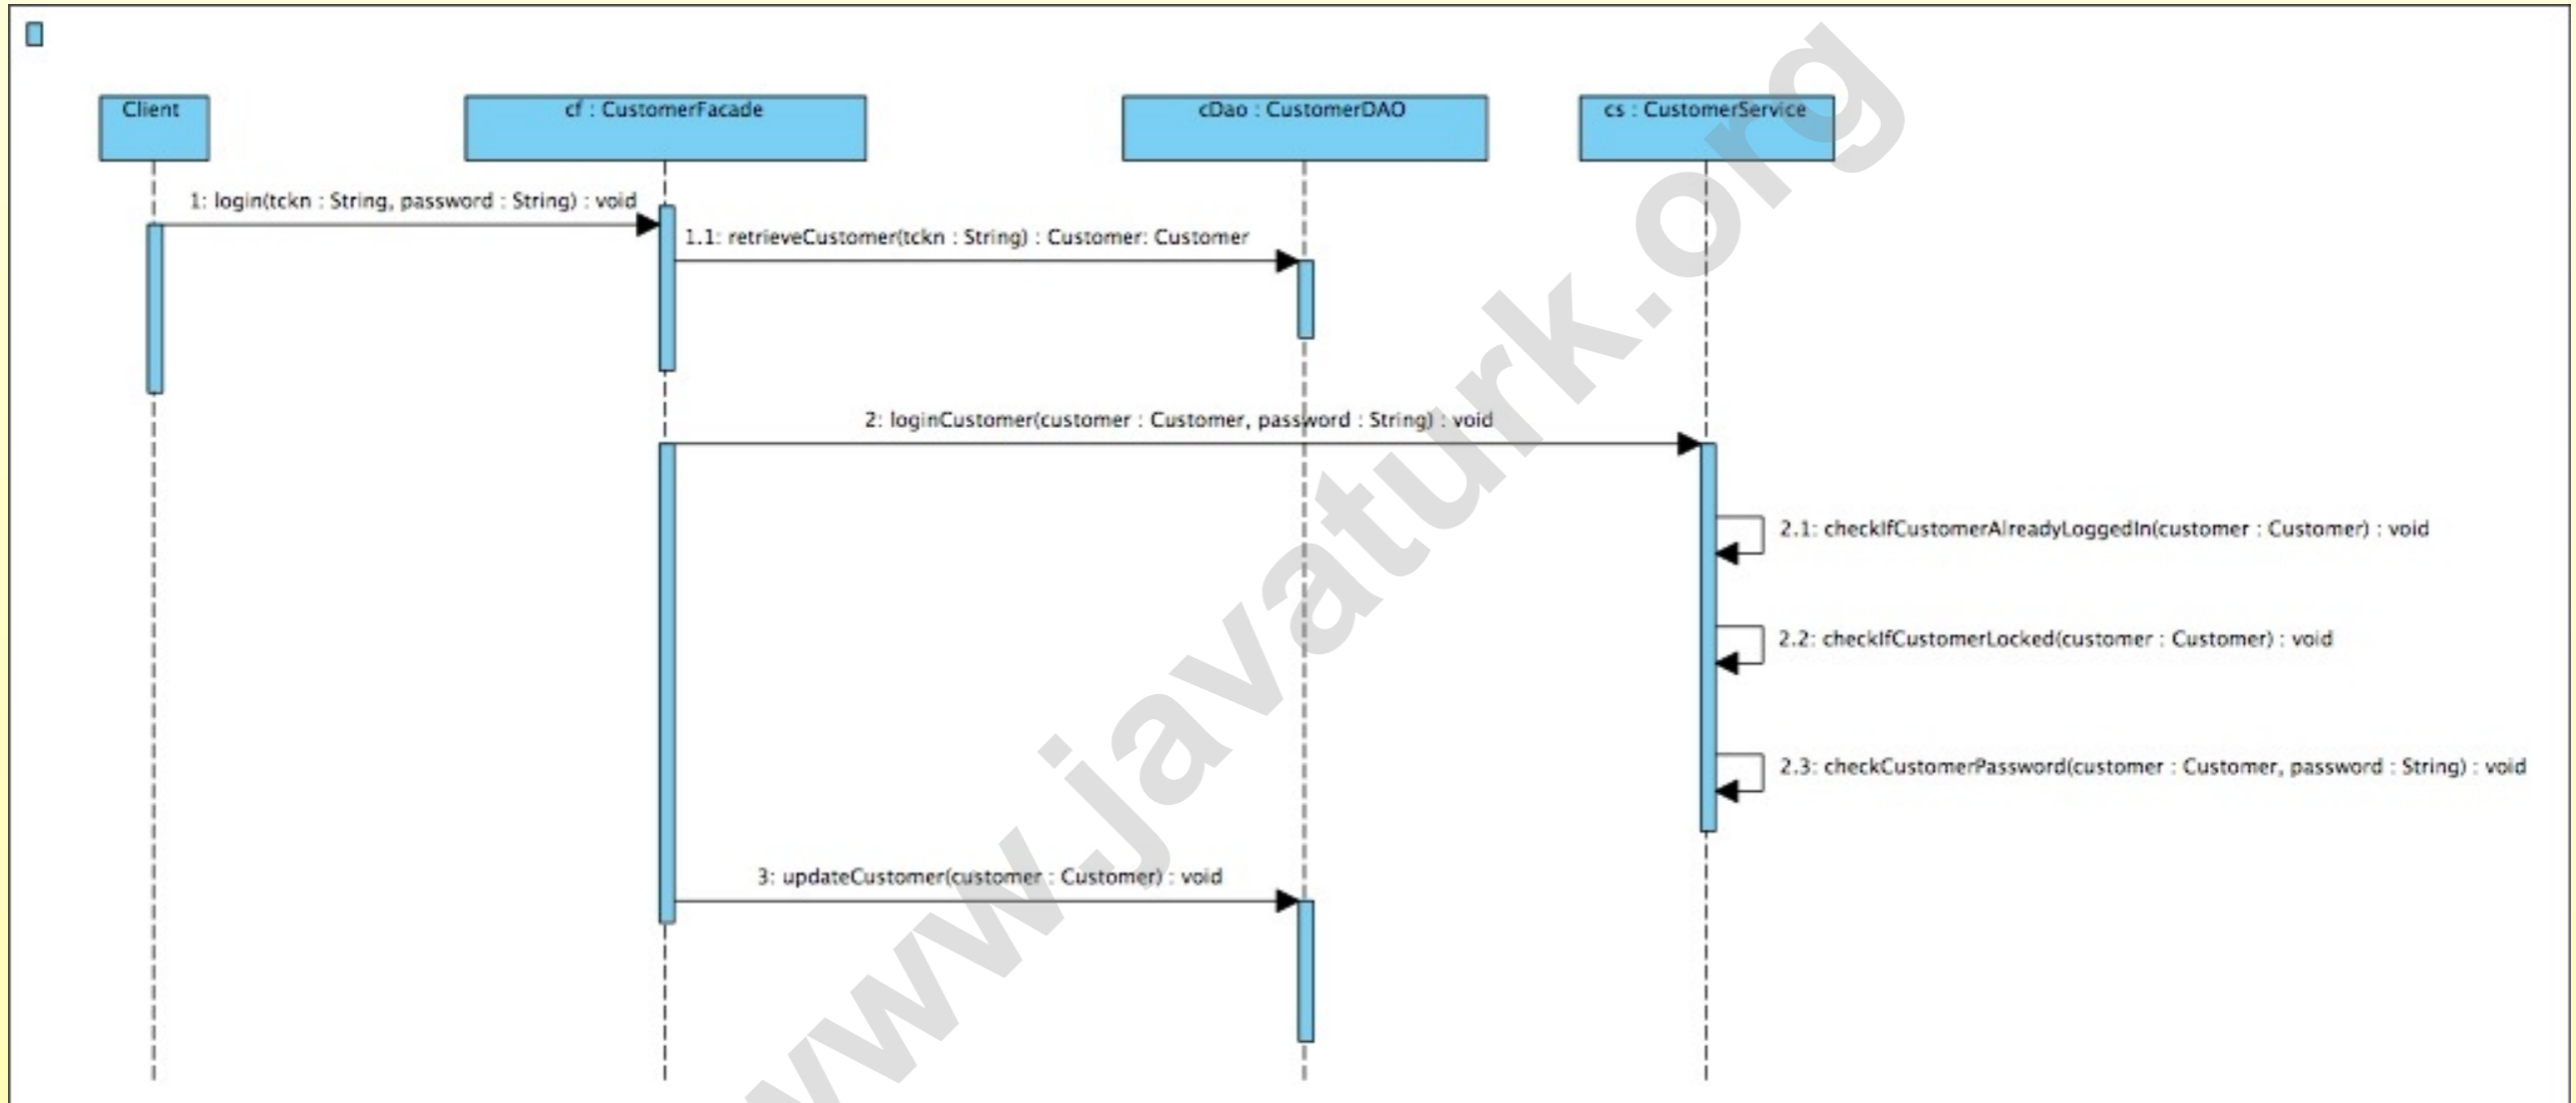 Client
cf : CustomerFacade
cDao : CustomerDAO
cs : CustomerService
1: login(tckn : String, password : String) : void
1.1: retrieveCustomer(tckn : String) : Customer: Customer
2: loginCustomer(customer : Customer, password : String) : void
2.1: checkIfCustomerAlreadyLoggedIn(customer : Customer) : void
2.2: checkIfCustomerLocked(customer : Customer) : void
2.3: checkCustomerPassword(customer : Customer, password : String) : void
3: updateCustomer(customer : Customer) : void
ww.javaturk.org